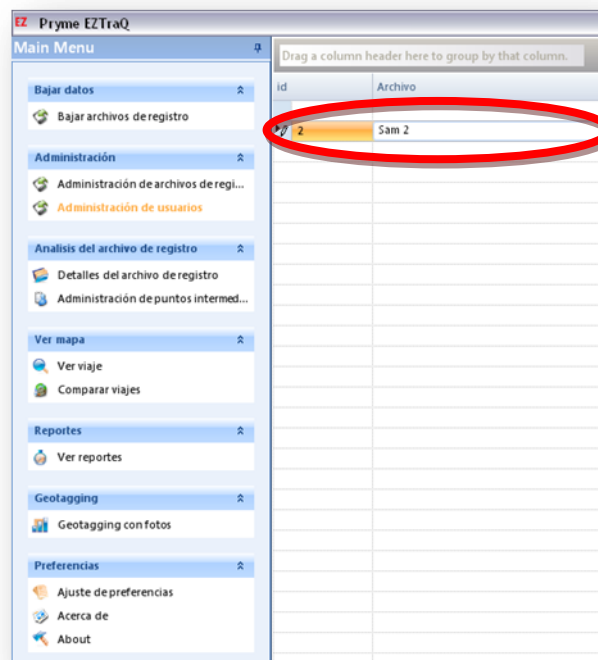 EZ Pryme EZTraQ
Main Menu
Drag a column header here to group by that column.
id Archivo
2 Sam 2
Bajar datos
Bajar archivos de registro
Administración
Administración de archivos de regi...
Administración de usuarios
Analisis del archivo de registro
Detalles del archivo de registro
Administración de puntos intermed...
Ver mapa
Ver viaje
Comparar viajes
Reportes
Ver reportes
Geotagging
Geotagging con fotos
Preferencias
Ajuste de preferencias
Acerca de
About